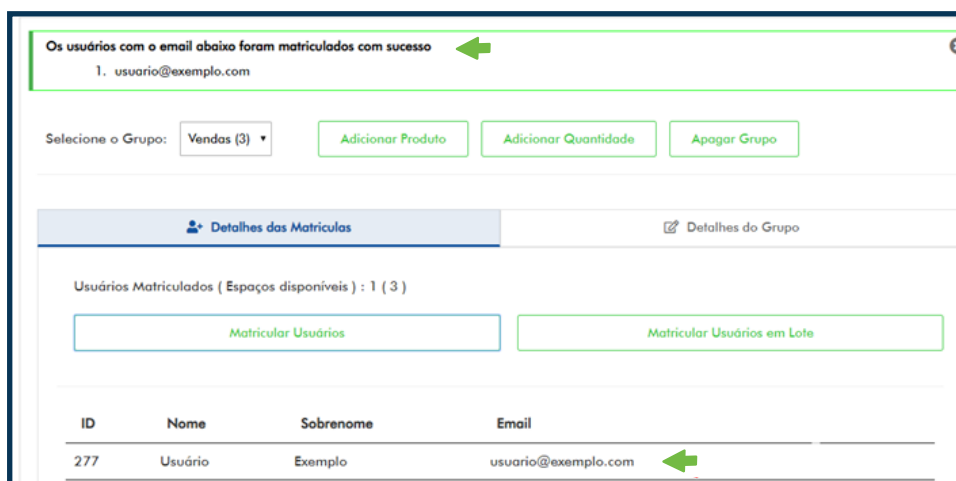 Os usuários com o email abaixo foram matriculados com sucesso
1. usuario@exemplo.com
Selecione o Grupo: Vendas (3) Adicionar Produto Adicionar Quantidade Apagar Grupo
Detalhes das Matriculas Detalhes do Grupo
Usuários Matriculados ( Espaços disponíveis ) : 1 ( 3 )
Matricular Usuários Matricular Usuários em Lote
ID Nome Sobrenome Email
277 Usuário Exemplo usuario@exemplo.com